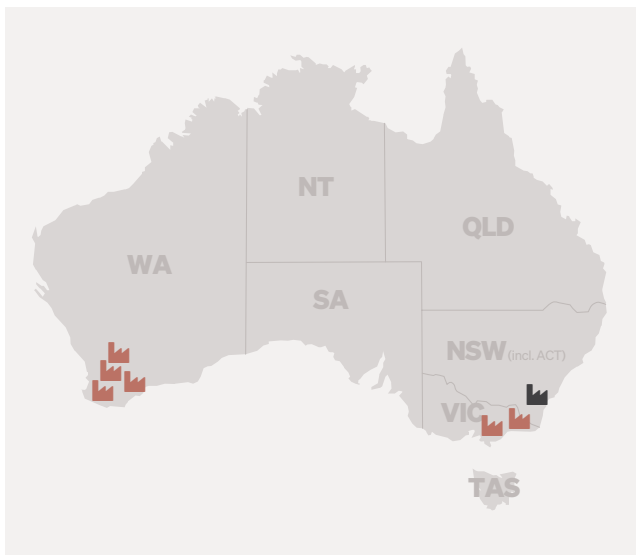 NT
QLD
WA
SA
NSW (incl. ACT)
VIC
TAS